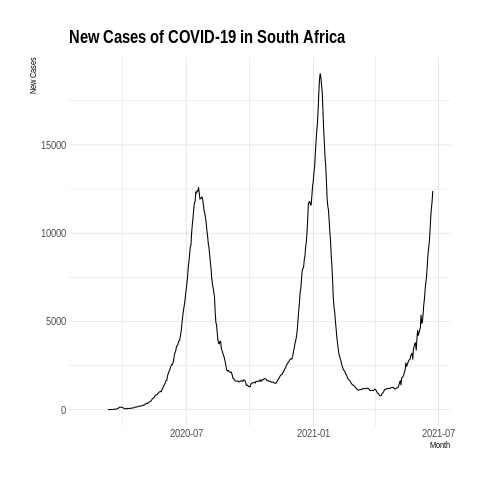 New Cases of COVID-19 in South Africa
New Cases
15000
10000
5000
0
2020-07
2021-01
2021-07
Month